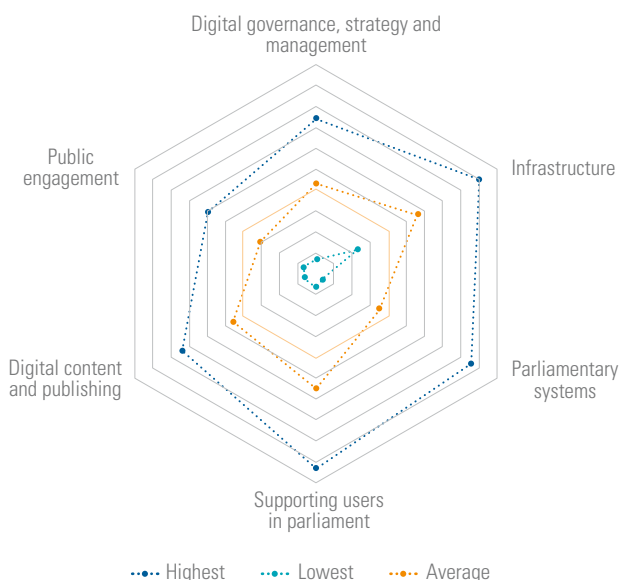 Digital governance, strategy and
management
Public
engagement
Infrastructure
Digital content
and publishing
Parliamentary
systems
Supporting users
in parliament
Highest
Lowest
Average